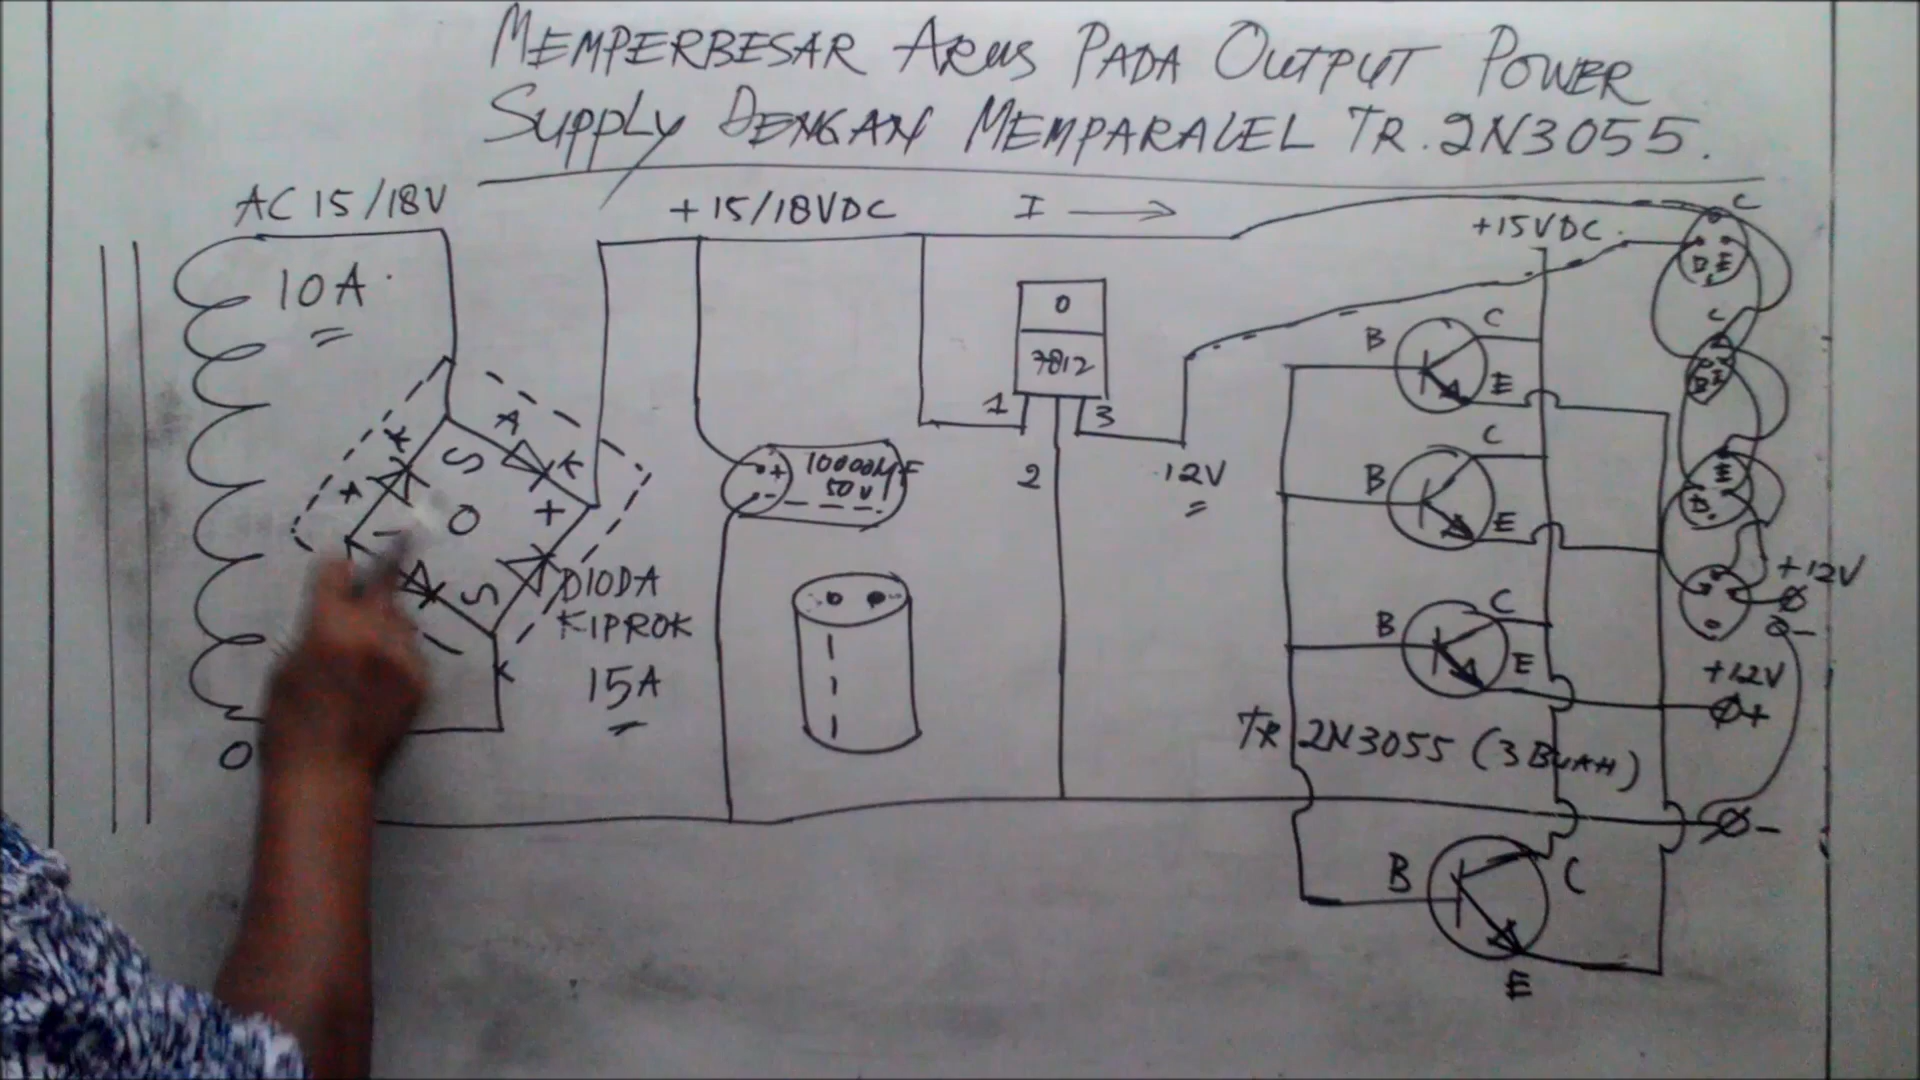 MEMPERBESAR ARUS PADA OUTPUT POWER
SUPPLY DENGAN MEMPARALEL TR. 2N3055.
AC 15/18V
10A
+15/18VDC
I
+15VDC
C
B E
0
7812
1
2
3
12V
A
K
S
K
A
-
O
+
S
K
DIODA
KIPROK
15A
0
+
-
10000MF
50V
B
C
E
B
C
E
B
C
E
TR 2N3055 (3 BUAH)
B
C
E
C
+12V
-
+12V
+
-